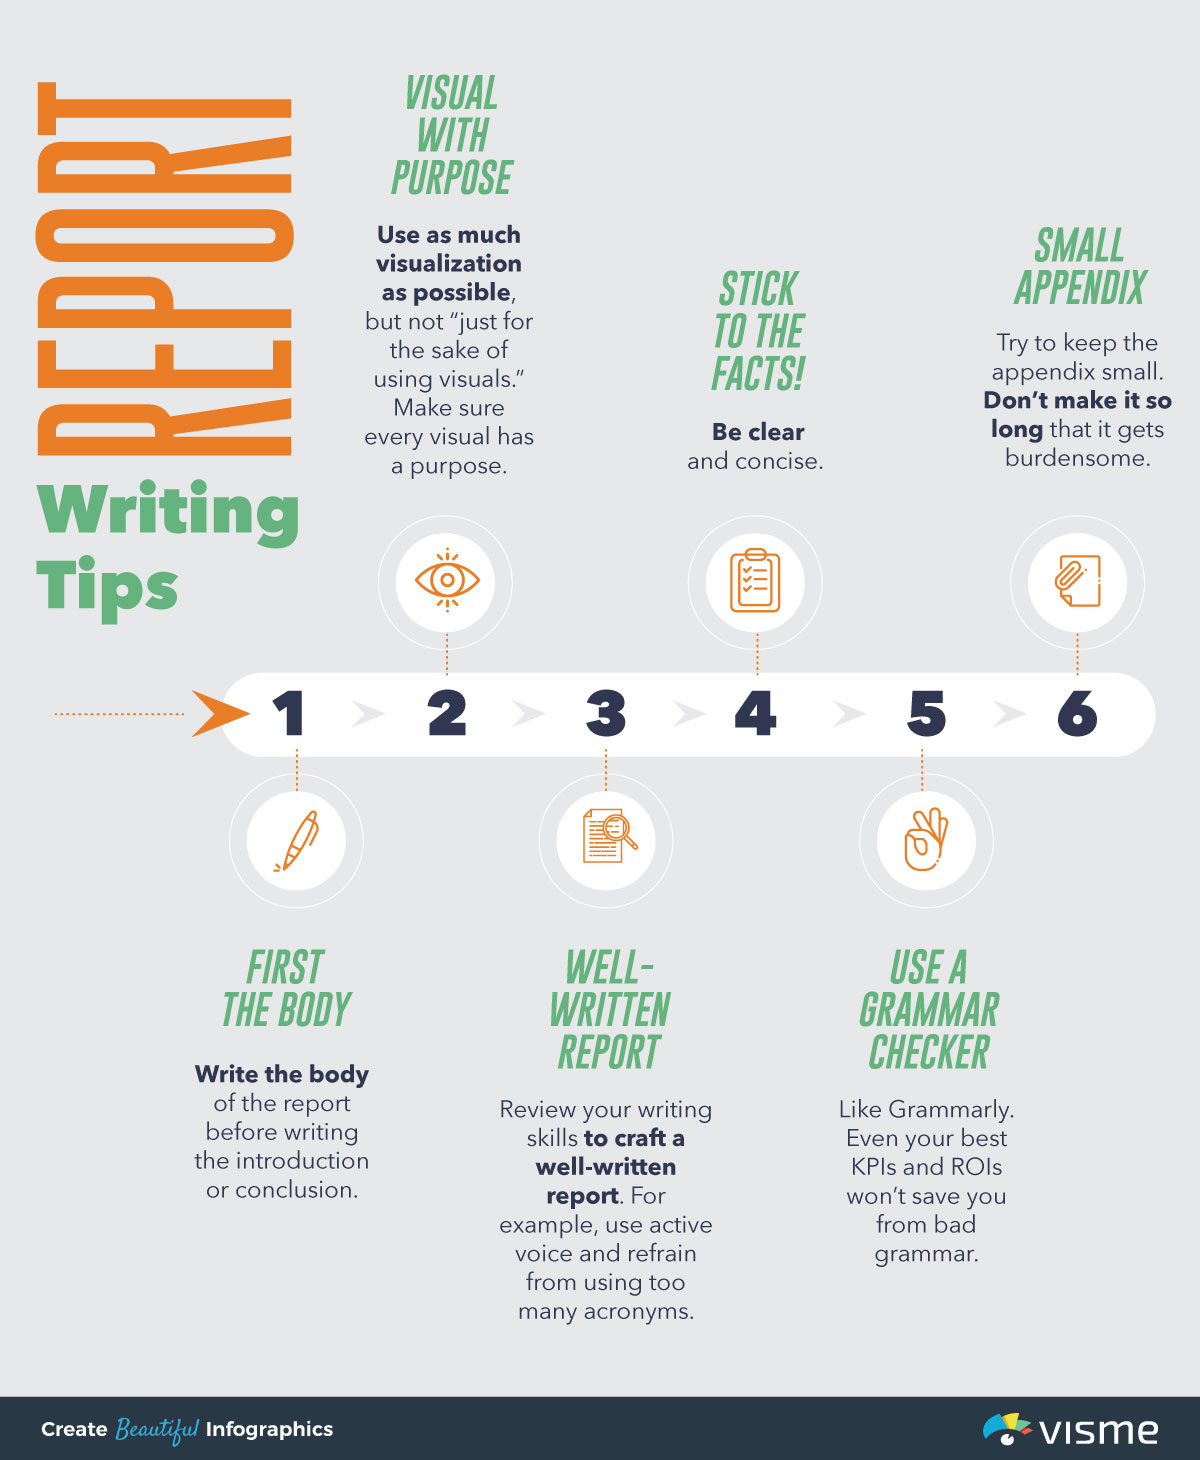 REPORT
Writing
Tips
1
FIRST
THE BODY
Write the body
of the report
before writing
the introduction
or conclusion.
2
VISUAL
WITH
PURPOSE
Use as much
visualization
as possible,
but not “just for
the sake of
using visuals.”
Make sure
every visual has
a purpose.
3
WELL-
WRITTEN
REPORT
Review your writing
skills to craft a
well-written
report. For
example, use active
voice and refrain
from using too
many acronyms.
4
STICK
TO THE
FACTS!
Be clear
and concise.
5
USE A
GRAMMAR
CHECKER
Like Grammarly.
Even your best
KPIs and ROIs
won’t save you
from bad
grammar.
6
SMALL
APPENDIX
Try to keep the
appendix small.
Don’t make it so
long that it gets
burdensome.
Create Beautiful Infographics
visme